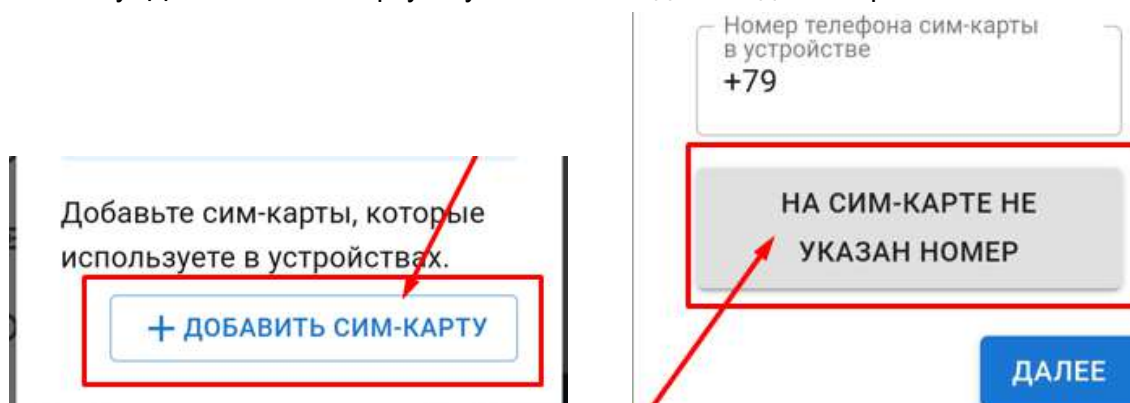 Номер телефона сим-карты
в устройстве
+79
НА СИМ-КАРТЕ НЕ
УКАЗАН НОМЕР
ДАЛЕЕ
Добавьте сим-карты, которые
используете в устройствах.
+ ДОБАВИТЬ СИМ-КАРТУ